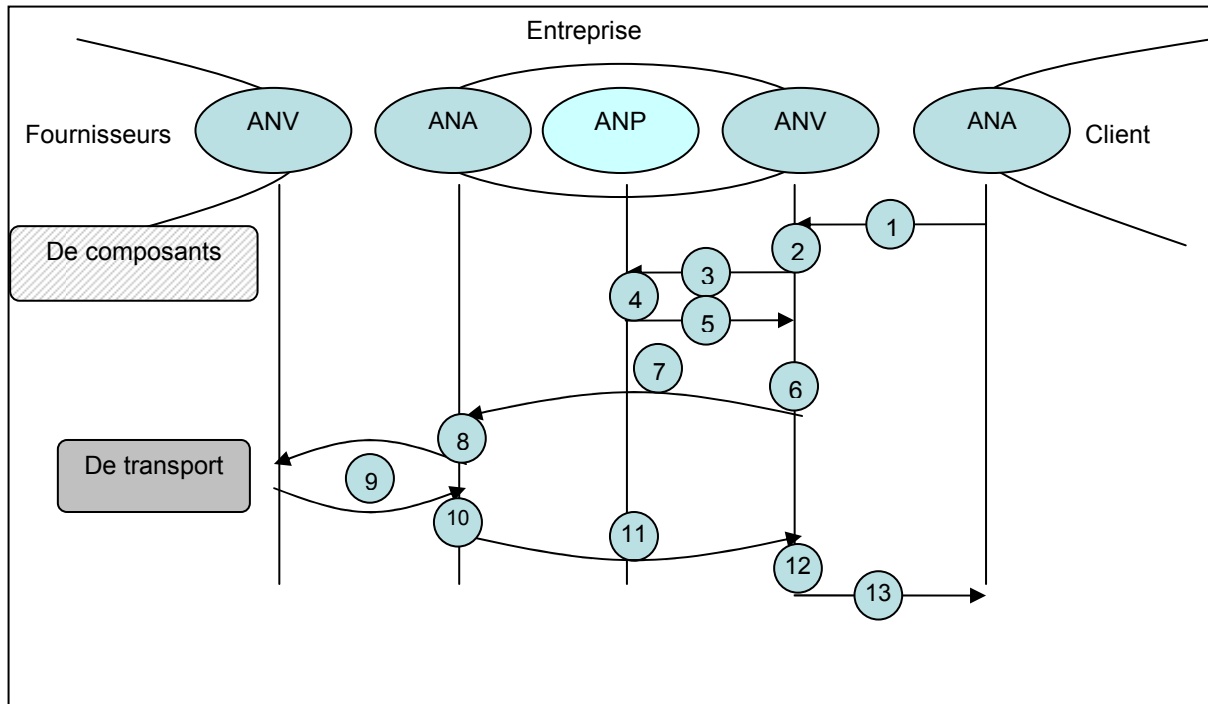 Entreprise
Fournisseurs
ANV
ANA
ANP
ANV
ANA
Client
De composants
1
2
3
4
5
7
6
8
De transport
9
10
11
12
13